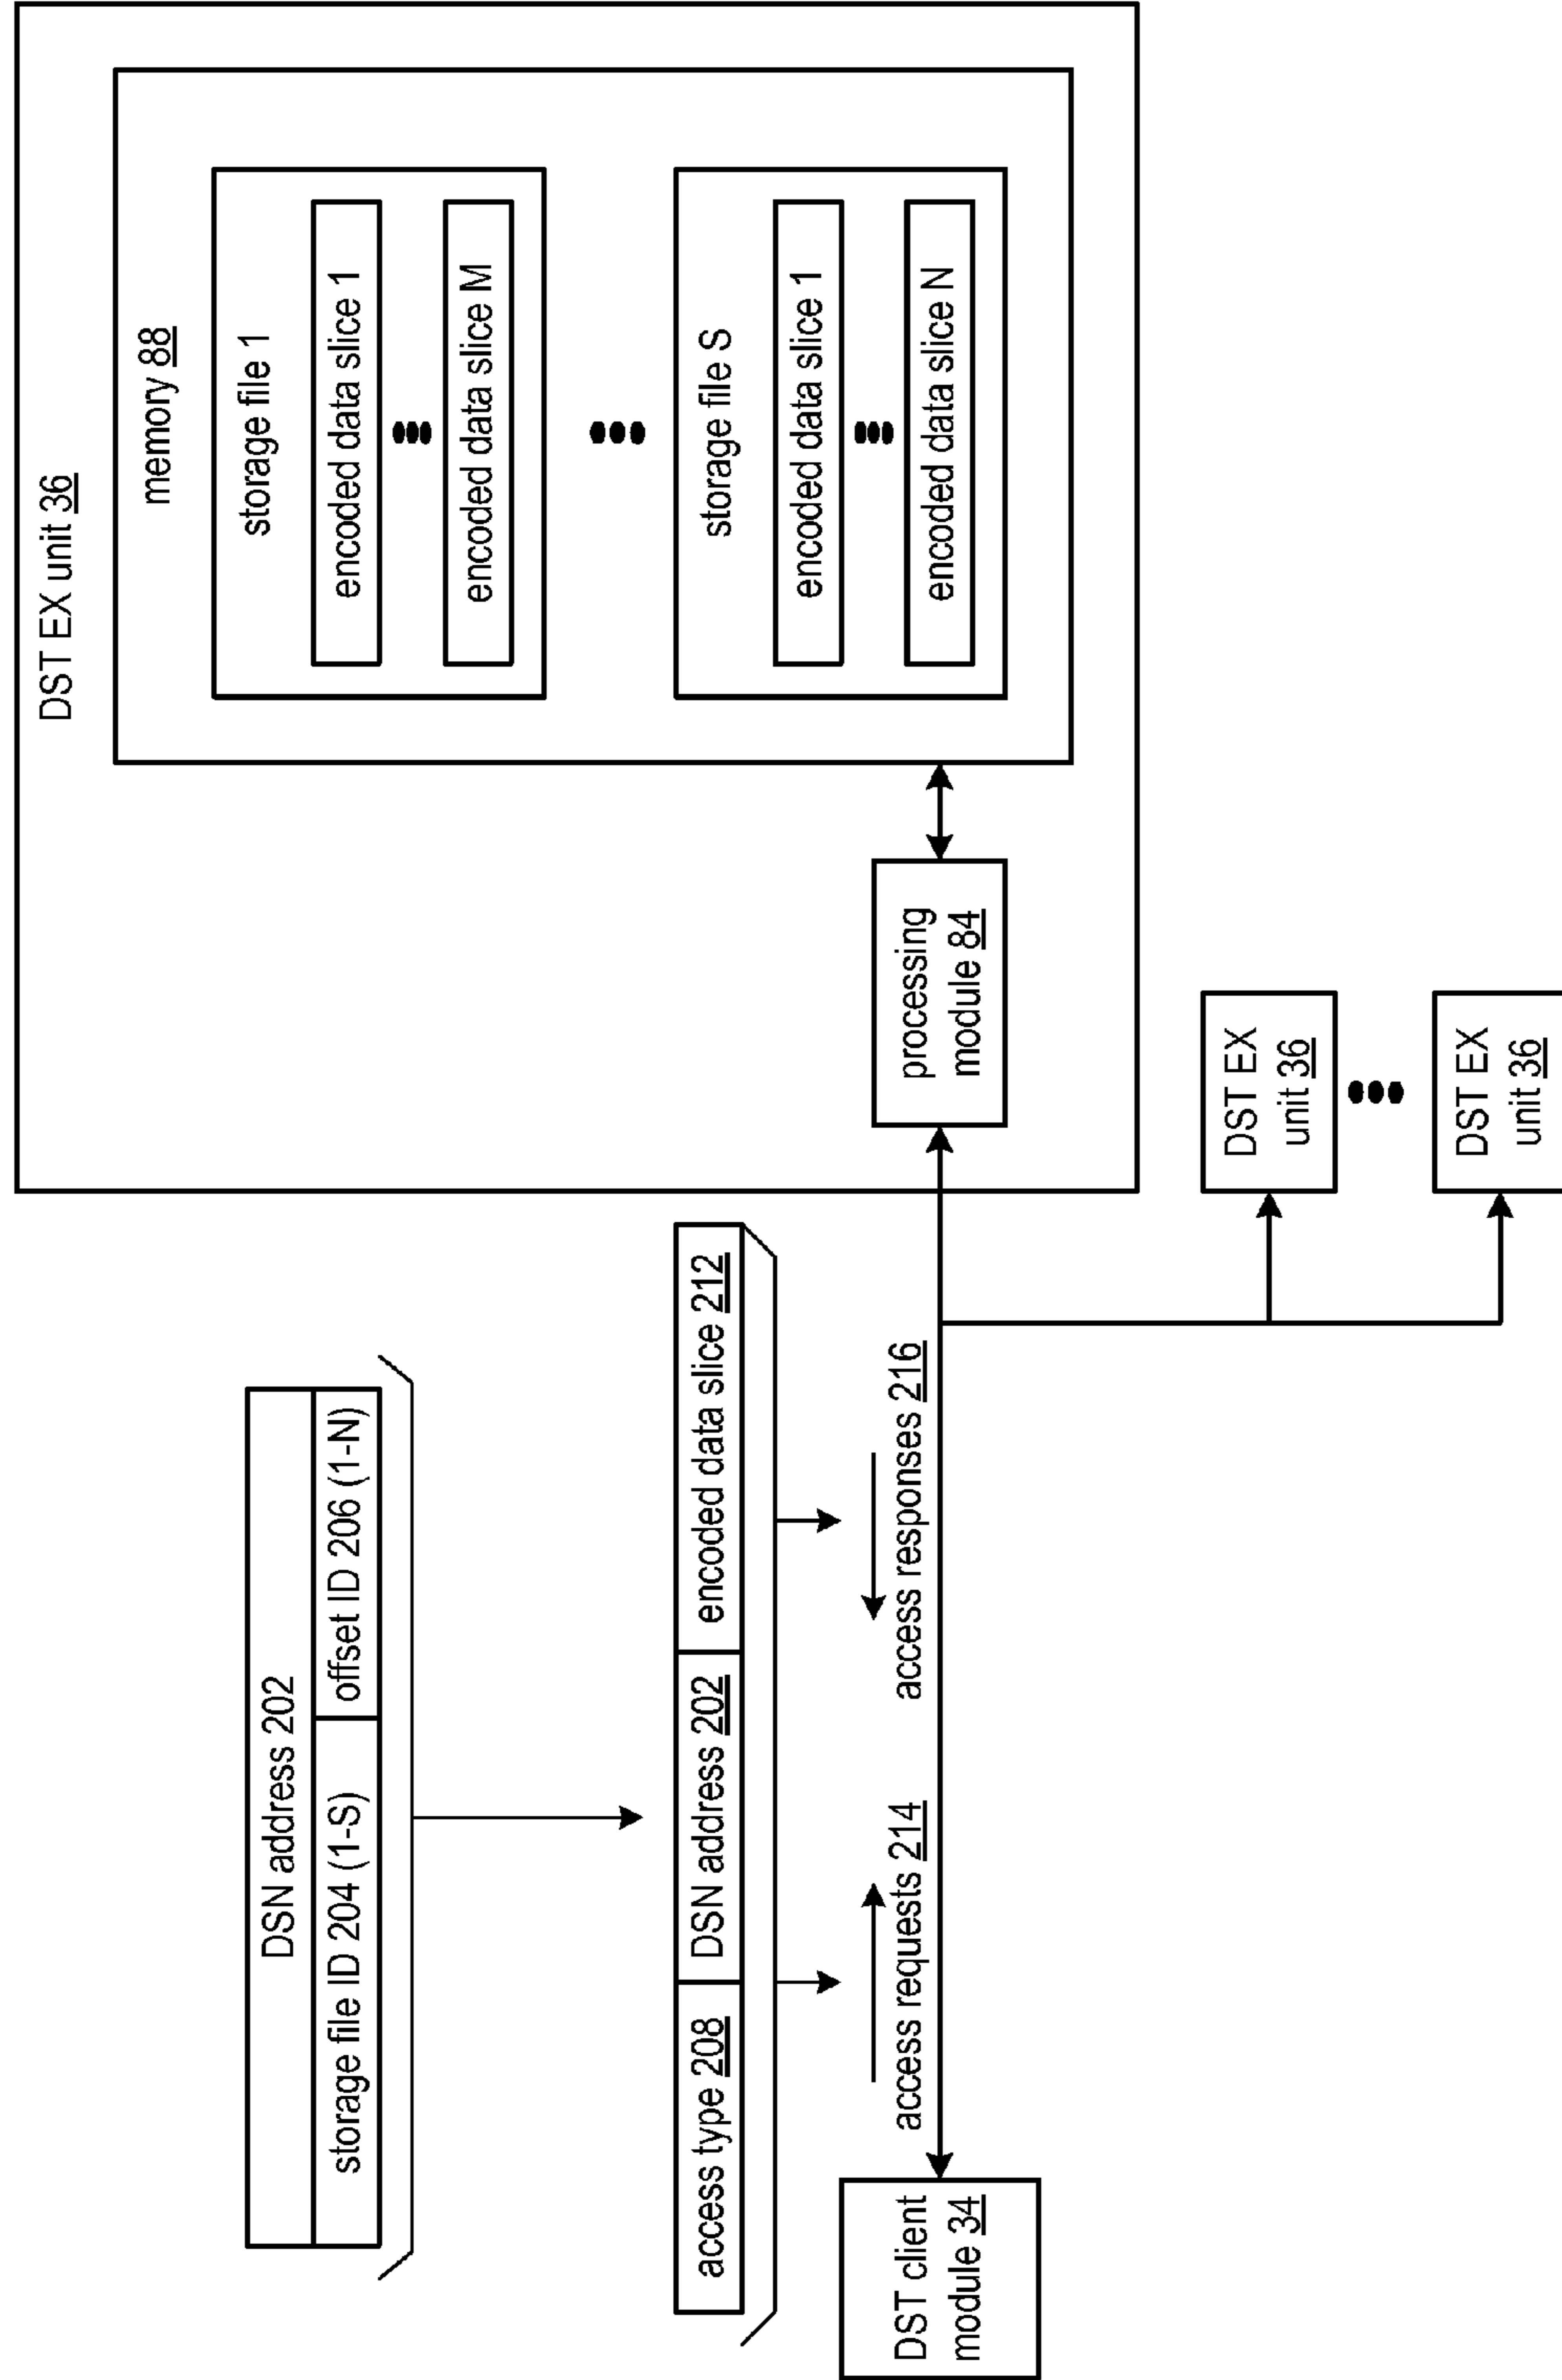 DST EX unit 36
memory 88
storage file 1
encoded data slice 1
encoded data slice M
storage file S
encoded data slice 1
encoded data slice N
processing
module 84
DSN address 202
storage file ID 204 (1-S)
offset ID 206 (1-N)
access type 208
DSN address 202
encoded data slice 212
access requests 214
access responses 216
DST client
module 34
DST EX
unit 36
DST EX
unit 36